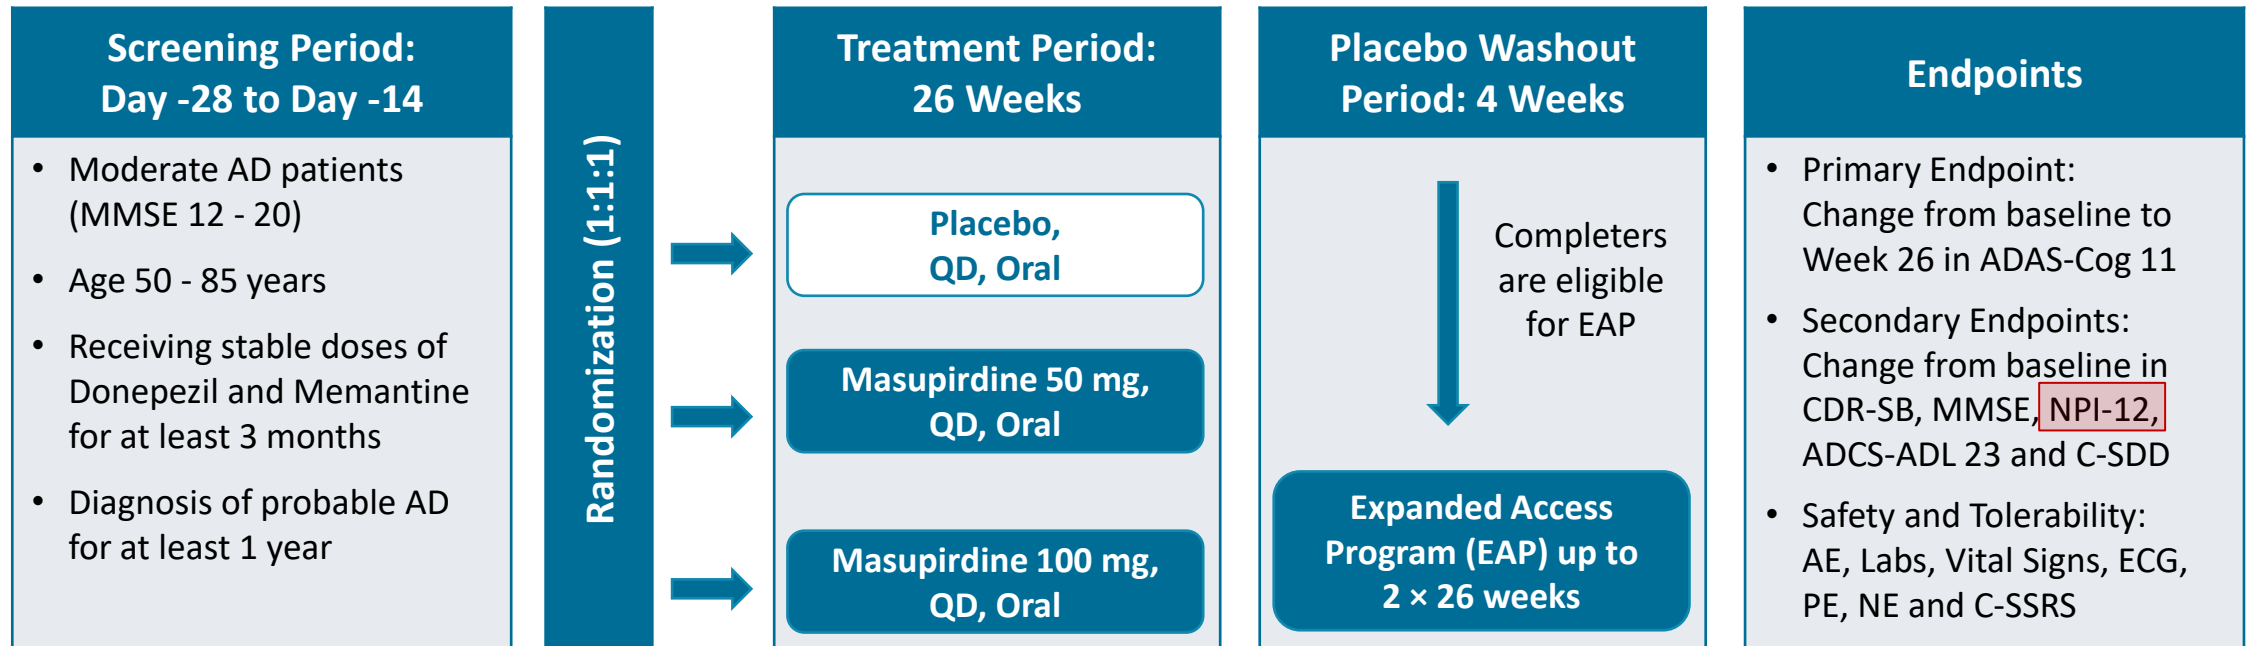 Screening Period:
Day -28 to Day -14
• Moderate AD patients
(MMSE 12 - 20)
• Age 50 - 85 years
• Receiving stable doses of
Donepezil and Memantine
for at least 3 months
• Diagnosis of probable AD
for at least 1 year
Randomization (1:1:1)
Treatment Period:
26 Weeks
Placebo,
QD, Oral
Masupirdine 50 mg,
QD, Oral
Masupirdine 100 mg,
QD, Oral
Placebo Washout
Period: 4 Weeks
Completers
are eligible
for EAP
Expanded Access
Program (EAP) up to
2 × 26 weeks
Endpoints
• Primary Endpoint:
Change from baseline to
Week 26 in ADAS-Cog 11
• Secondary Endpoints:
Change from baseline in
CDR-SB, MMSE, NPI-12,
ADCS-ADL 23 and C-SDD
• Safety and Tolerability:
AE, Labs, Vital Signs, ECG,
PE, NE and C-SSRS